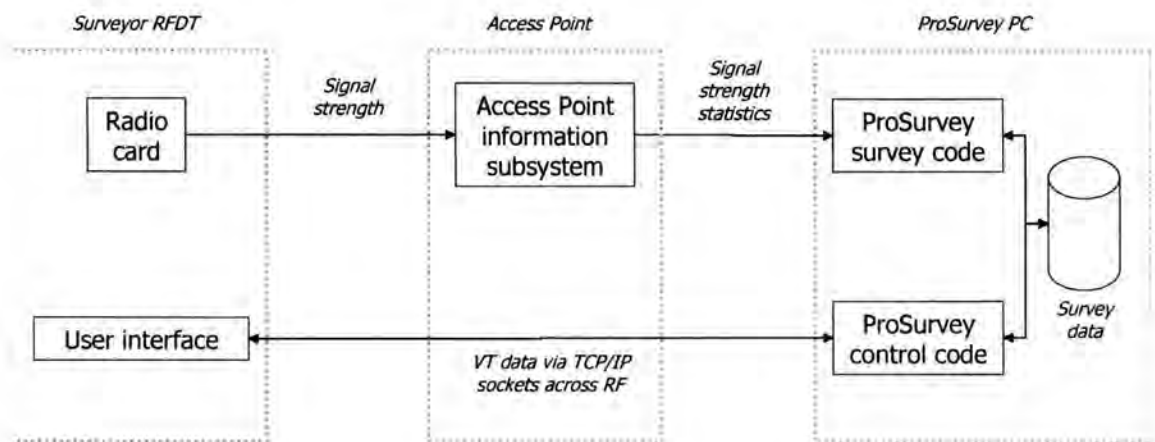 Surveyor RFDT
Access Point
ProSurvey PC
Signal
strength
Signal
strength
statistics
Radio
card
Access Point
information
subsystem
ProSurvey
survey code
Survey
data
User interface
VT data via TCP/IP
sockets across RF
ProSurvey
control code